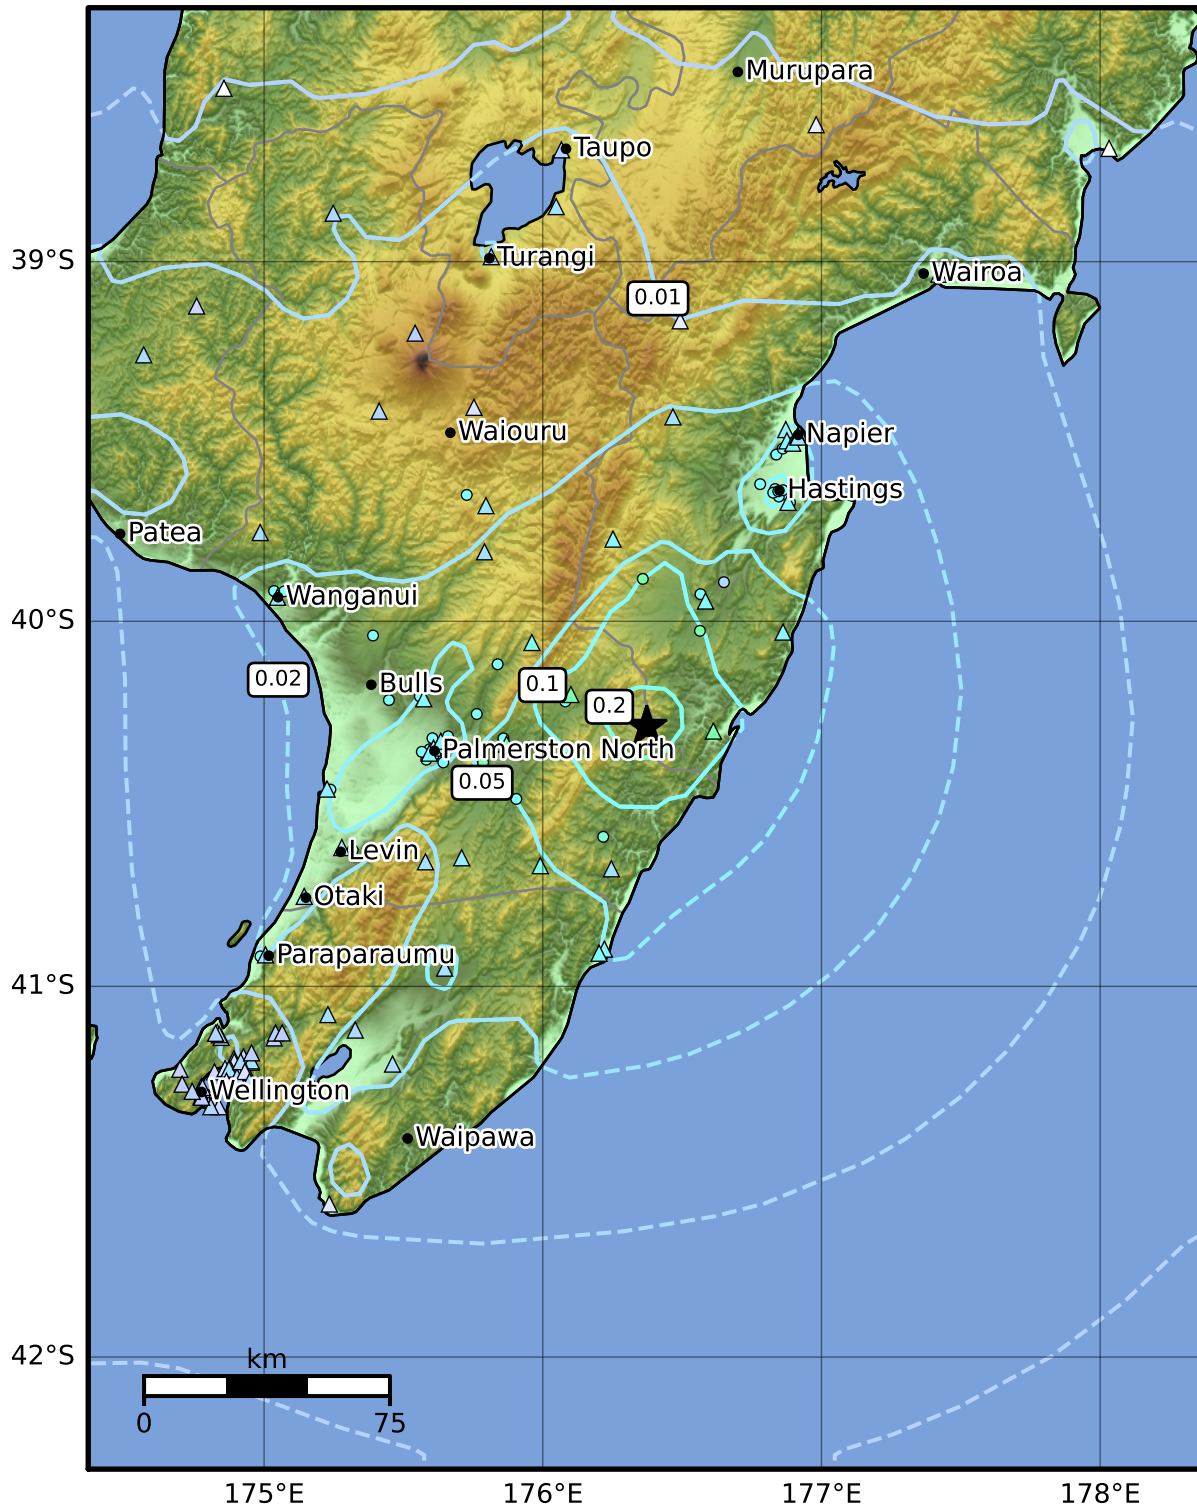 Murupara
Taupo
Turangi
39°S
Wairoa
0.01
Waiouru
Napier
Hastings
Patea
Wanganui
40°S
0.02
Bulls
0.1
0.2
Palmerston North
0.05
Levin
Otaki
Paraparaumu
41°S
Wellington
Waipawa
42°S
km
0
75
175°E
176°E
177°E
178°E